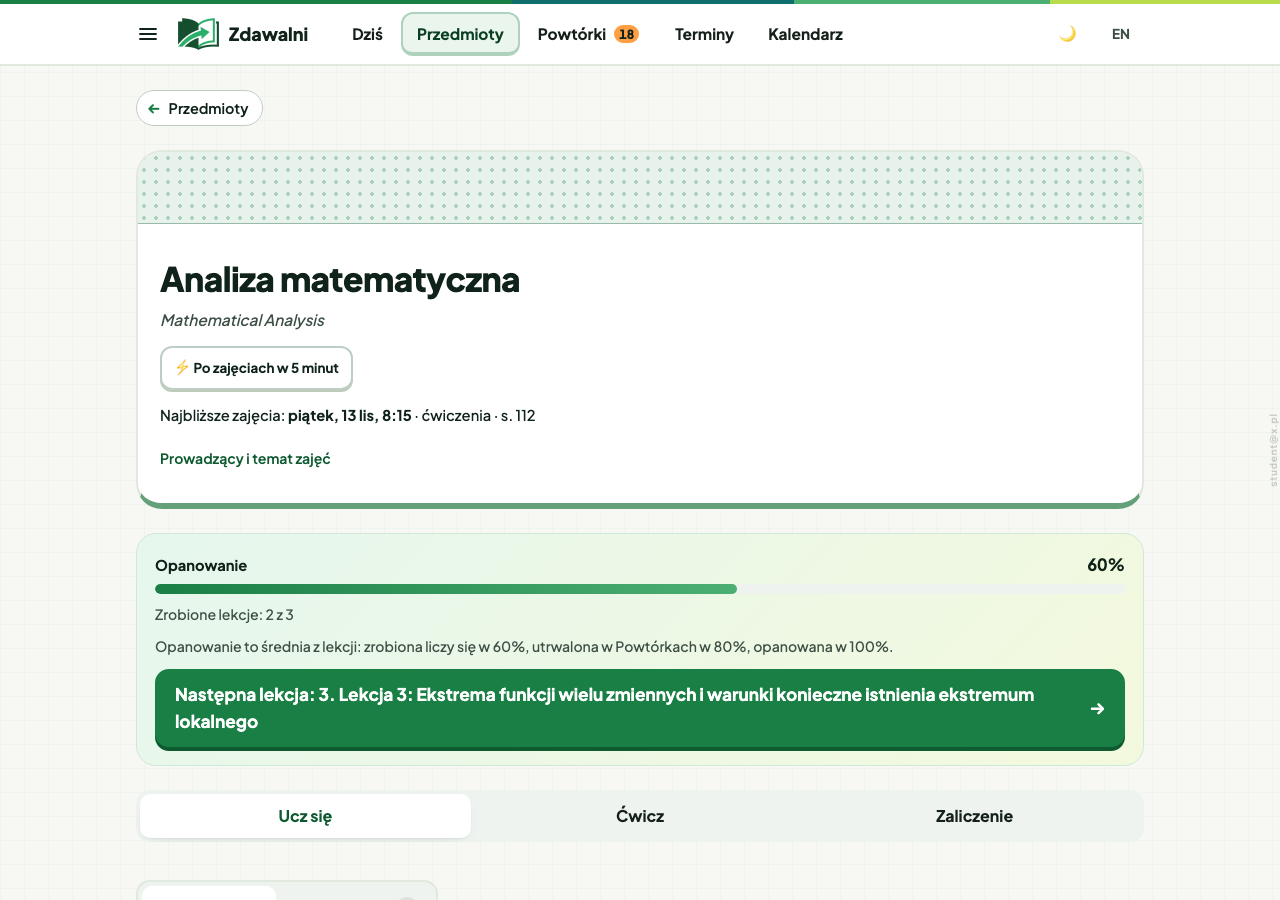 Zdawalni
Dziś
Przedmioty
Powtórki 18
Terminy
Kalendarz
EN
← Przedmioty
Analiza matematyczna
Mathematical Analysis
⚡ Po zajęciach w 5 minut
Najbliższe zajęcia: piątek, 13 lis, 8:15 · ćwiczenia · s. 112
Prowadzący i temat zajęć
student@x.pl
Opanowanie
60%
Zrobione lekcje: 2 z 3
Opanowanie to średnia z lekcji: zrobiona liczy się w 60%, utrwalona w Powtórkach w 80%, opanowana w 100%.
Następna lekcja: 3. Lekcja 3: Ekstrema funkcji wielu zmiennych i warunki konieczne istnienia ekstremum
lokalnego →
Ucz się
Ćwicz
Zaliczenie